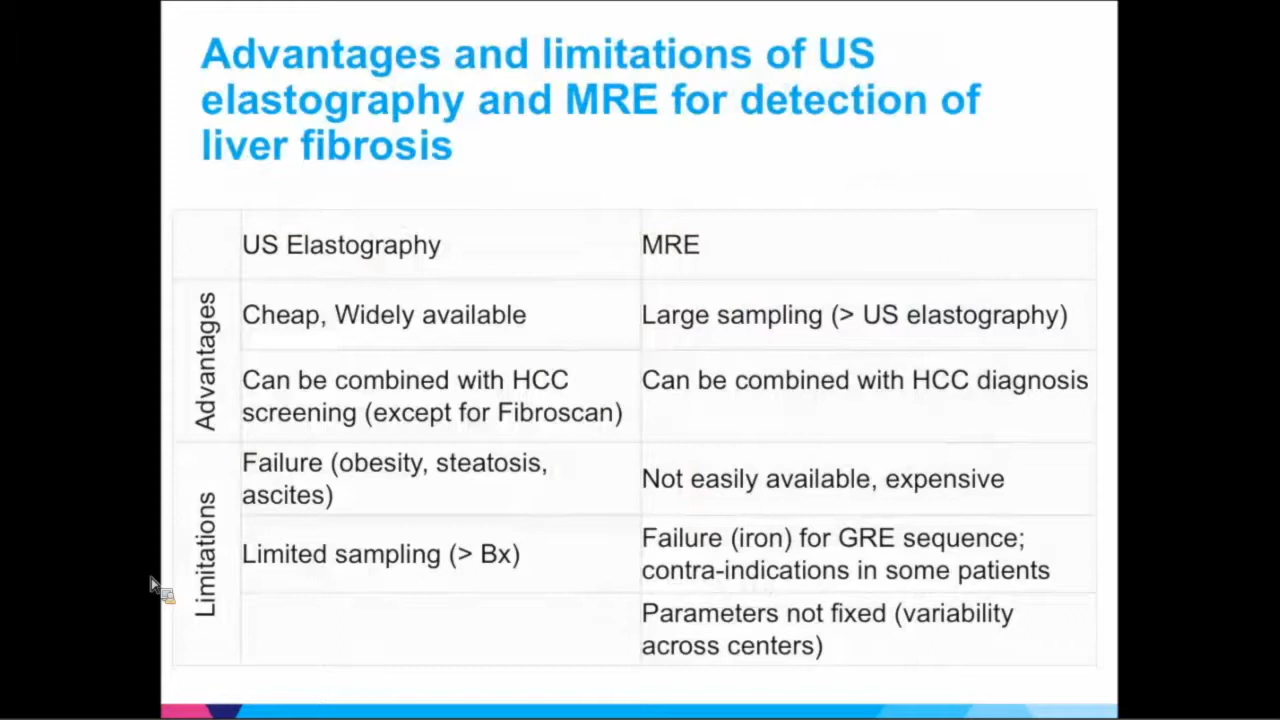 Advantages and limitations of US
elastography and MRE for detection of
liver fibrosis
US Elastography
MRE
Advantages
Cheap, Widely available
Large sampling (> US elastography)
Can be combined with HCC
screening (except for Fibroscan)
Can be combined with HCC diagnosis
Limitations
Failure (obesity, steatosis,
ascites)
Not easily available, expensive
Limited sampling (> Bx)
Failure (iron) for GRE sequence;
contra-indications in some patients
Parameters not fixed (variability
across centers)